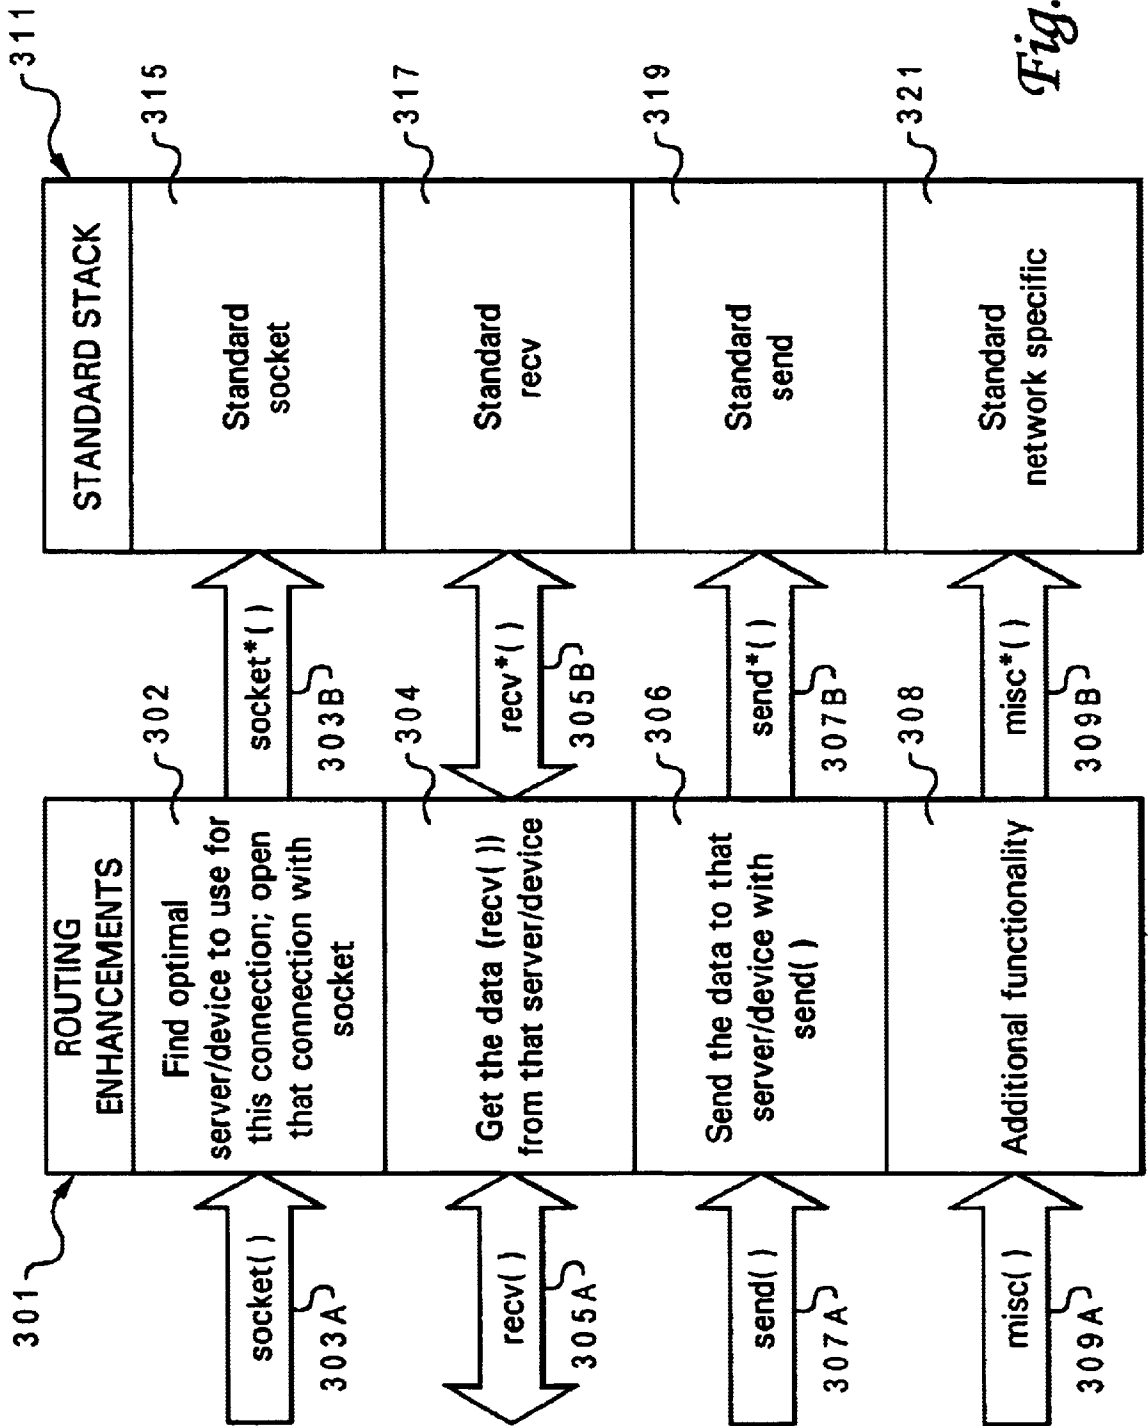 301
311
ROUTING
ENHANCEMENTS
STANDARD STACK
socket()
303A
Find optimal
server/device to use for
this connection; open
that connection with
socket
302
socket*()
303B
Standard
socket
315
recv()
305A
Get the data (recv( ))
from that server/device
304
recv*()
305B
Standard
recv
317
send()
307A
Send the data to that
server/device with
send()
306
send*()
307B
Standard
send
319
misc()
309A
Additional functionality
308
misc*()
309B
Standard
network specific
321
Fig.